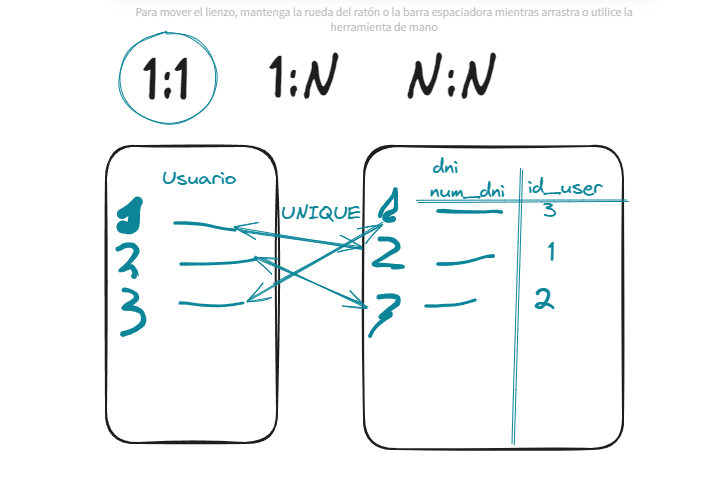 Para mover el lienzo, mantenga la rueda del ratón o la barra espaciadora mientras arrastra o utilice la
herramienta de mano
1:1 1:N N:N
Usuario
1
2
3
UNIQUE
dni
num_dni id_user
1 3
2 1
3 2